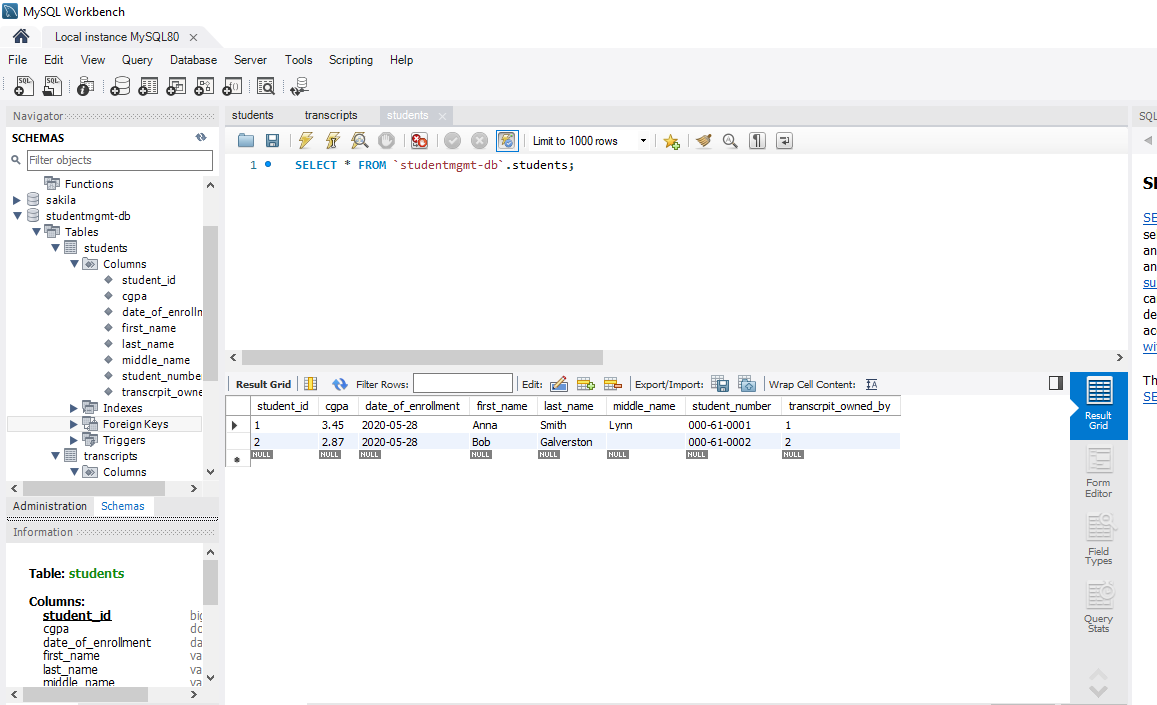 MySQL Workbench
Local instance MySQL80
File Edit View Query Database Server Tools Scripting Help
Navigator
SCHEMAS
Filter objects
Functions
sakila
studentmgmt-db
Tables
students
Columns
student_id
cgpa
date_of_enrolln
first_name
last_name
middle_name
student_numbe
transcrpit_owne
Indexes
Foreign Keys
Triggers
transcripts
Columns
Administration Schemas
Information
Table: students
Columns:
student_id big
cgpa do
date_of_enrollment da
first_name va
last_name va
middle_name va
students transcripts students
Limit to 1000 rows
1 SELECT * FROM `studentmgmt-db`.students;
Result Grid Filter Rows: Edit: Export/Import: Wrap Cell Content: IA
student_id cgpa date_of_enrollment first_name last_name middle_name student_number transcrpit_owned_by
1 3.45 2020-05-28 Anna Smith Lynn 000-61-0001 1
2 2.87 2020-05-28 Bob Galverston 000-61-0002 2
NULL NULL NULL NULL NULL NULL NULL NULL
Result
Grid
Form
Editor
Field
Types
Query
Stats
SQL
SE
SE
se
an
an
su
ca
de
ac
wi
Th
SE